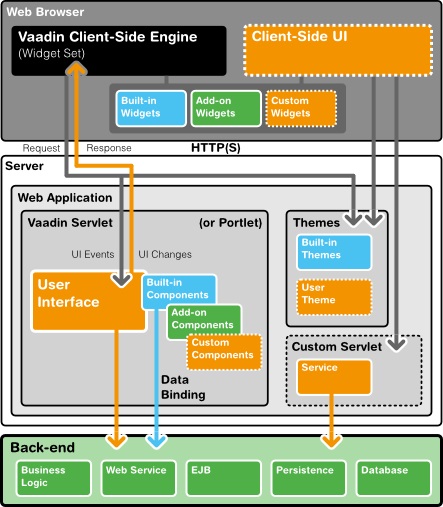 Web Browser
Vaadin Client-Side Engine
(Widget Set)
Client-Side UI
Built-in
Widgets
Add-on
Widgets
Custom
Widgets
Request
Response
HTTP(S)
Server
Web Application
Vaadin Servlet
(or Portlet)
UI Events
UI Changes
User
Interface
Built-in
Components
Add-on
Components
Custom
Components
Data
Binding
Themes
Built-in
Themes
User
Theme
Custom Servlet
Service
Back-end
Business
Logic
Web Service
EJB
Persistence
Database